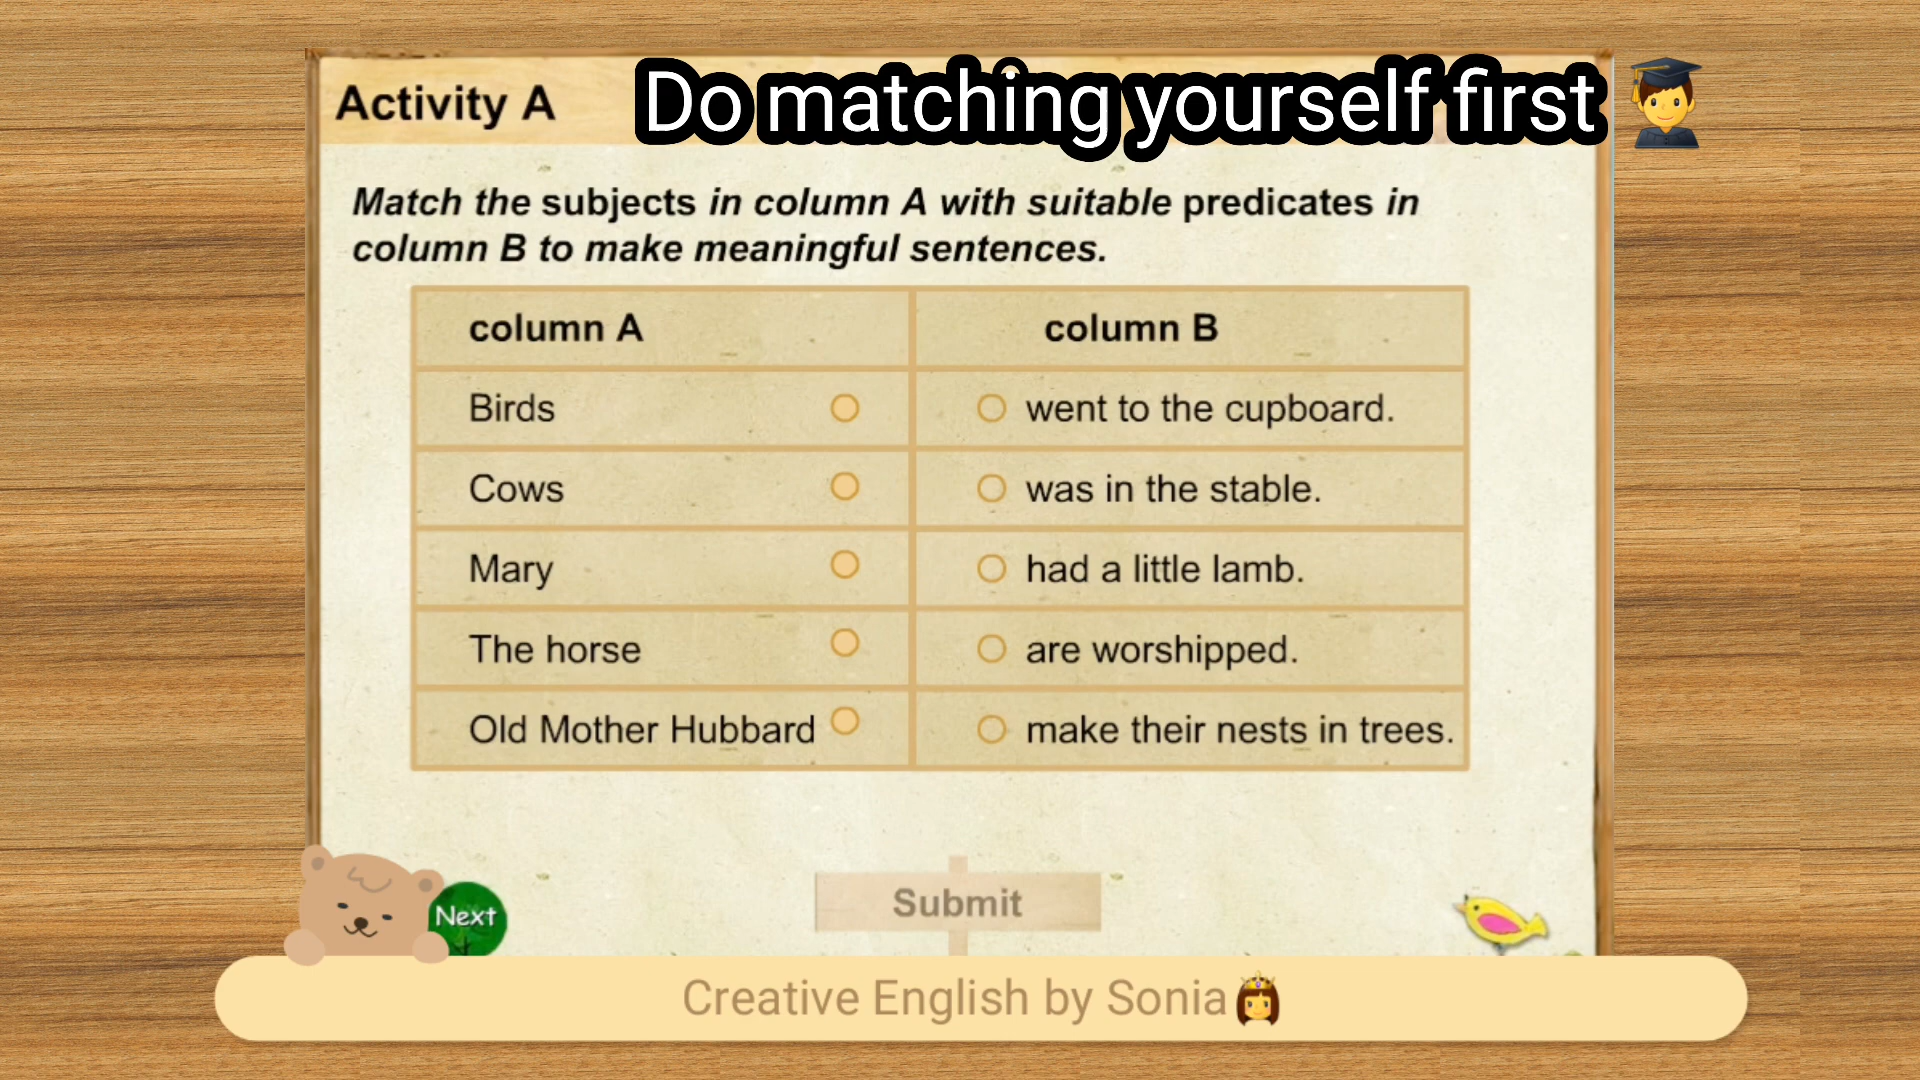 Activity A
Do matching yourself first
Match the subjects in column A with suitable predicates in
column B to make meaningful sentences.
column A column B
Birds went to the cupboard.
Cows was in the stable.
Mary had a little lamb.
The horse are worshipped.
Old Mother Hubbard make their nests in trees.
Next
Submit
Creative English by Sonia